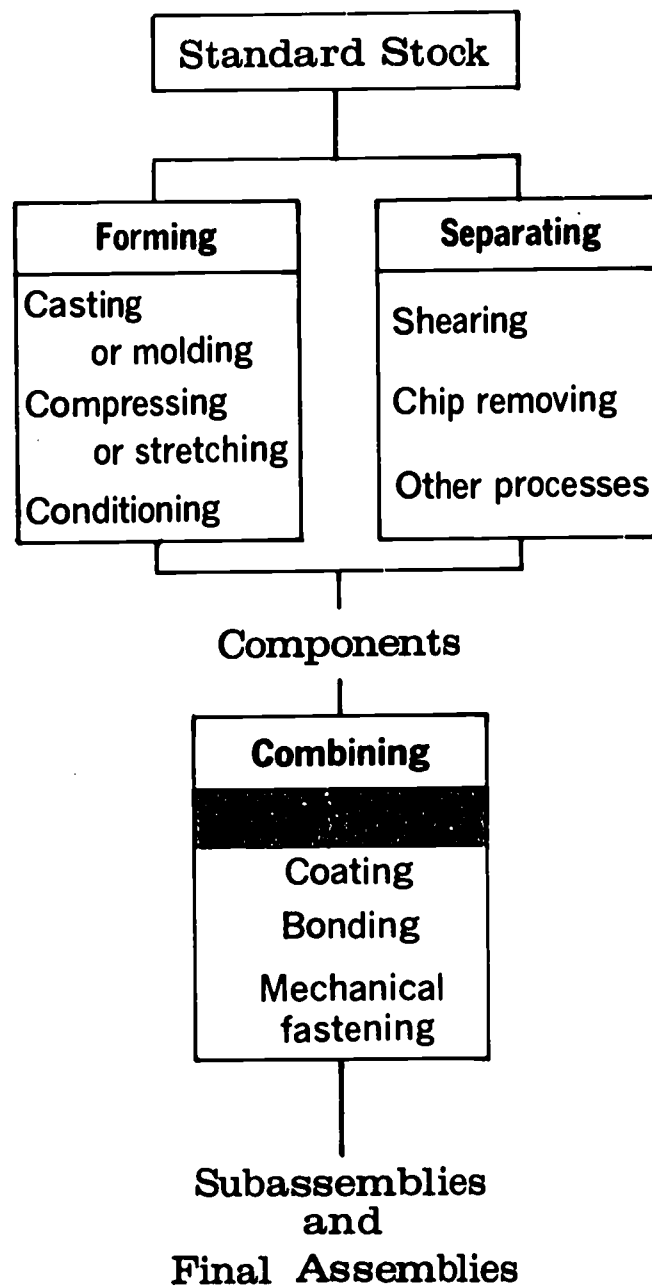 Standard Stock
Forming
Casting
or molding
Compressing
or stretching
Conditioning
Separating
Shearing
Chip removing
Other processes
Components
Combining
Coating
Bonding
Mechanical
fastening
Subassemblies
and
Final Assemblies